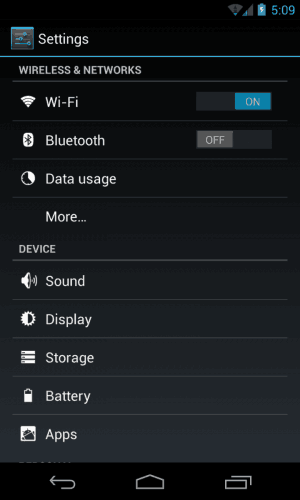 5:09
Settings
WIRELESS & NETWORKS
Wi-Fi ON
Bluetooth OFF
Data usage
More...
DEVICE
Sound
Display
Storage
Battery
Apps